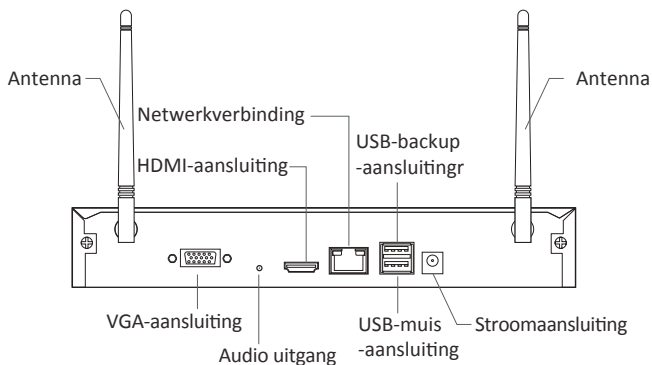 Antenna
Antenna
Netwerkverbinding
USB-backup
-aansluitingr
HDMI-aansluiting
VGA-aansluiting
USB-muis
-aansluiting
Stroomaansluiting
Audio uitgang